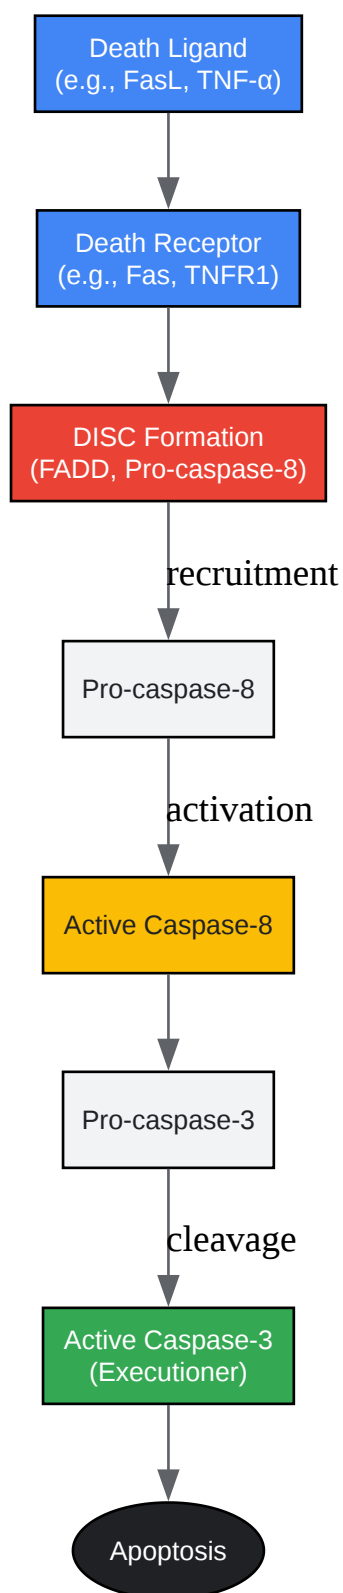 Death Ligand
(e.g., FasL, TNF-α)
Death Receptor
(e.g., Fas, TNFR1)
DISC Formation
(FADD, Pro-caspase-8)
recruitment
Pro-caspase-8
activation
Active Caspase-8
Pro-caspase-3
cleavage
Active Caspase-3
(Executioner)
Apoptosis